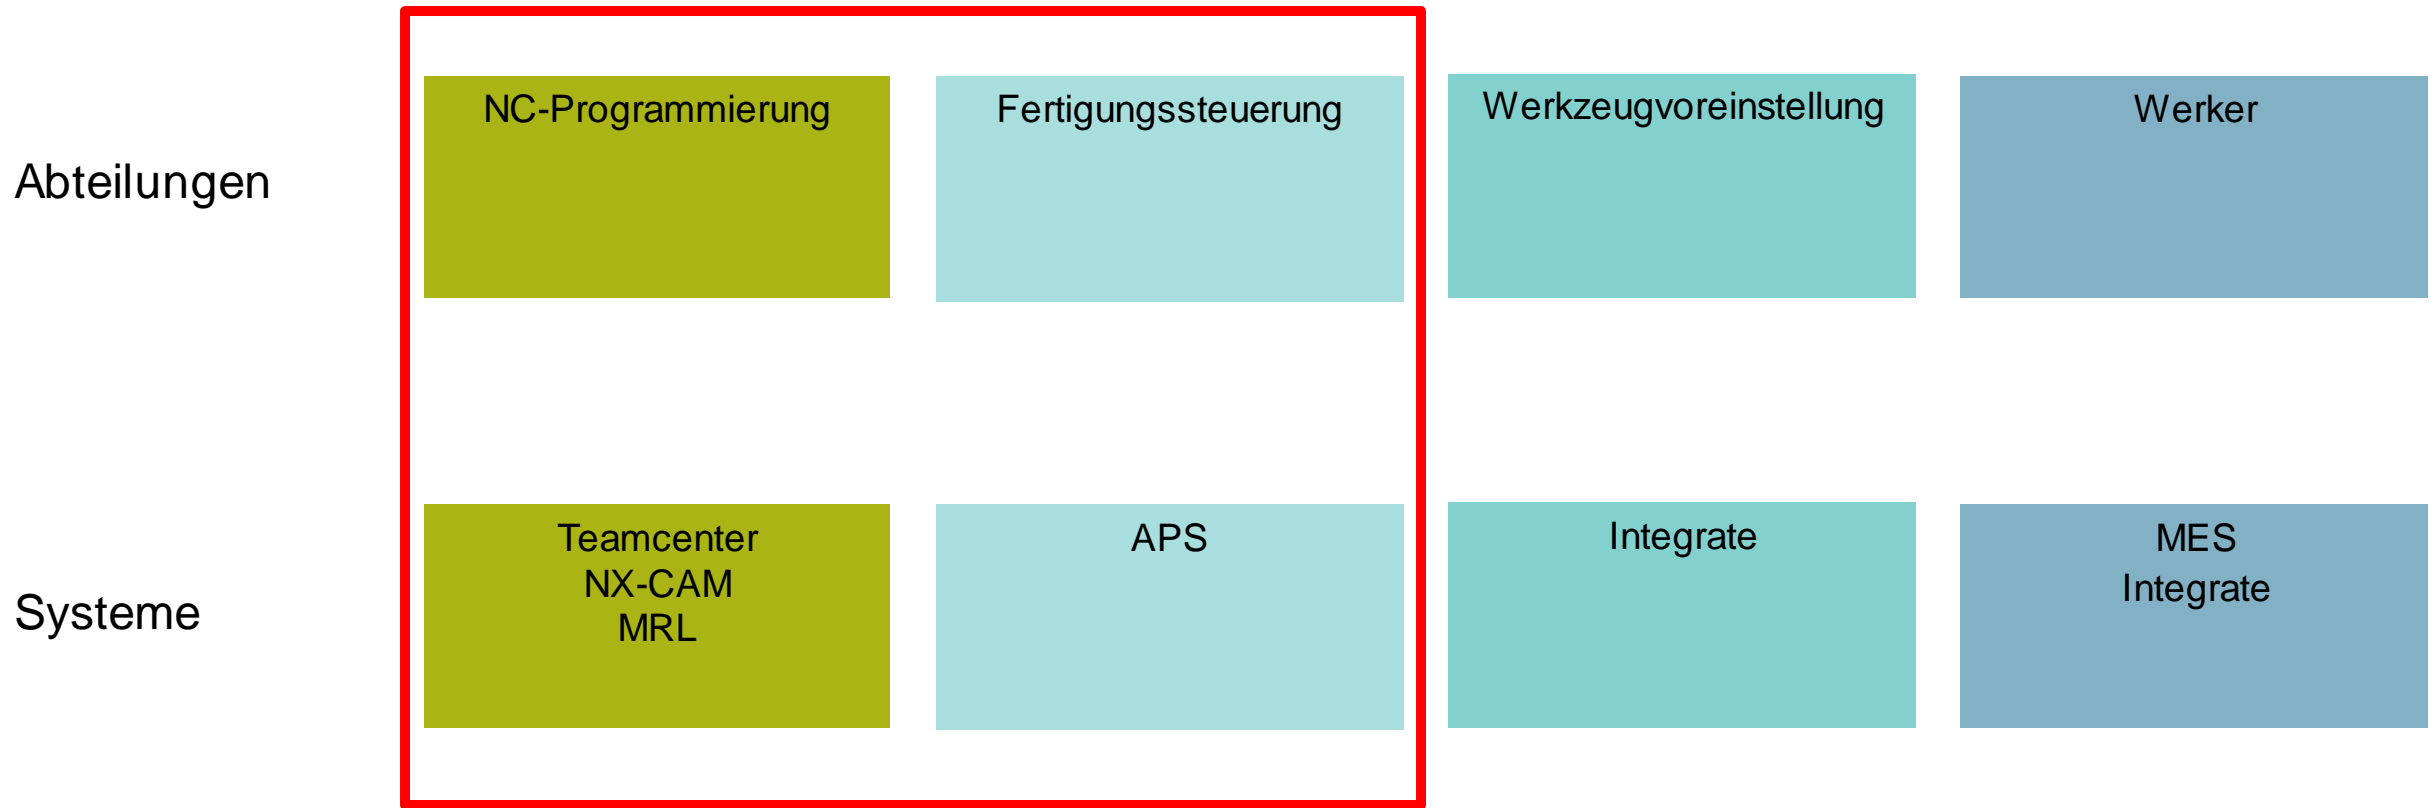 Abteilungen
NC-Programmierung
Fertigungssteuerung
Werkzeugvoreinstellung
Werker
Systeme
Teamcenter
NX-CAM
MRL
APS
Integrate
MES
Integrate